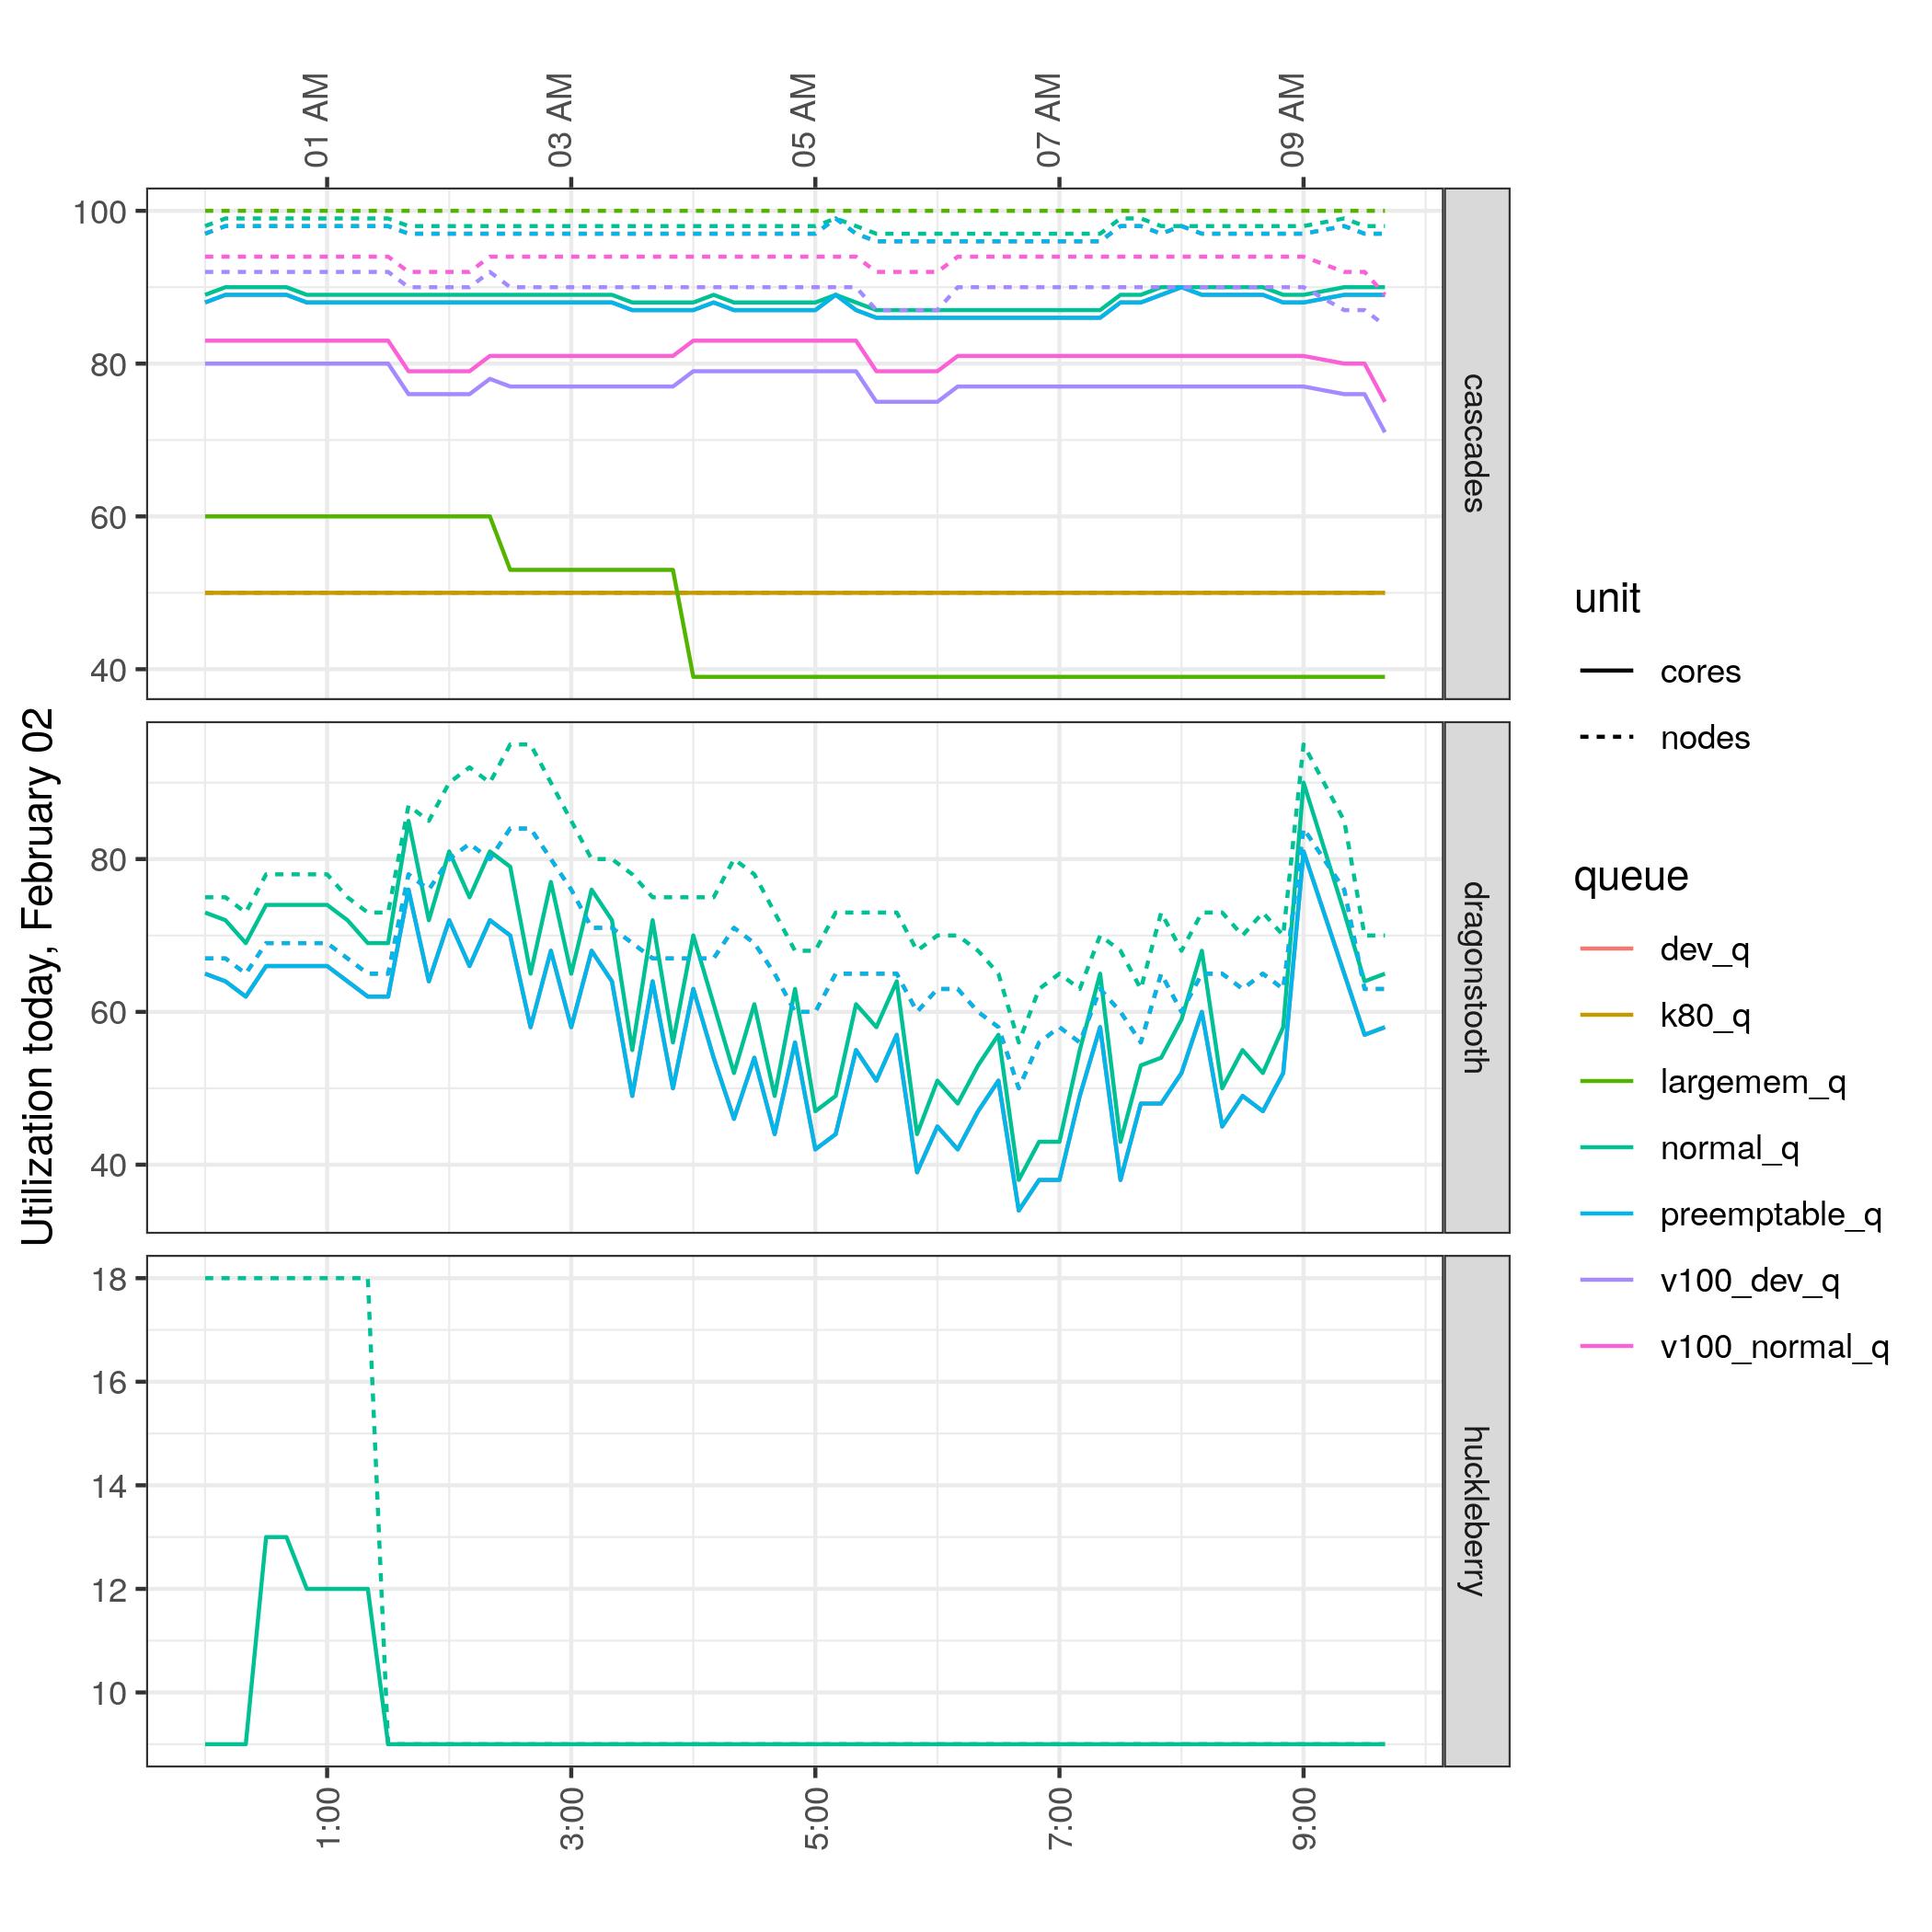 01 AM
03 AM
05 AM
07 AM
09 AM
100
80
60
40
cascades
80
60
40
dragonstooth
18
16
14
12
10
huckleberry
1:00
3:00
5:00
7:00
9:00
Utilization today, February 02
unit
cores
nodes
queue
dev_q
k80_q
largemem_q
normal_q
preemptable_q
v100_dev_q
v100_normal_q